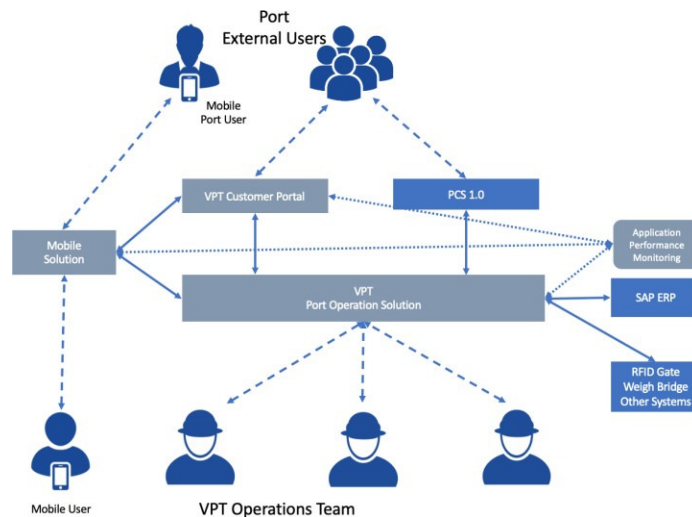 Port
External Users
Mobile
Port User
VPT Customer Portal
PCS 1.0
Mobile
Solution
Application
Performance
Monitoring
VPT
Port Operation Solution
SAP ERP
RFID Gate
Weigh Bridge
Other Systems
Mobile User
VPT Operations Team